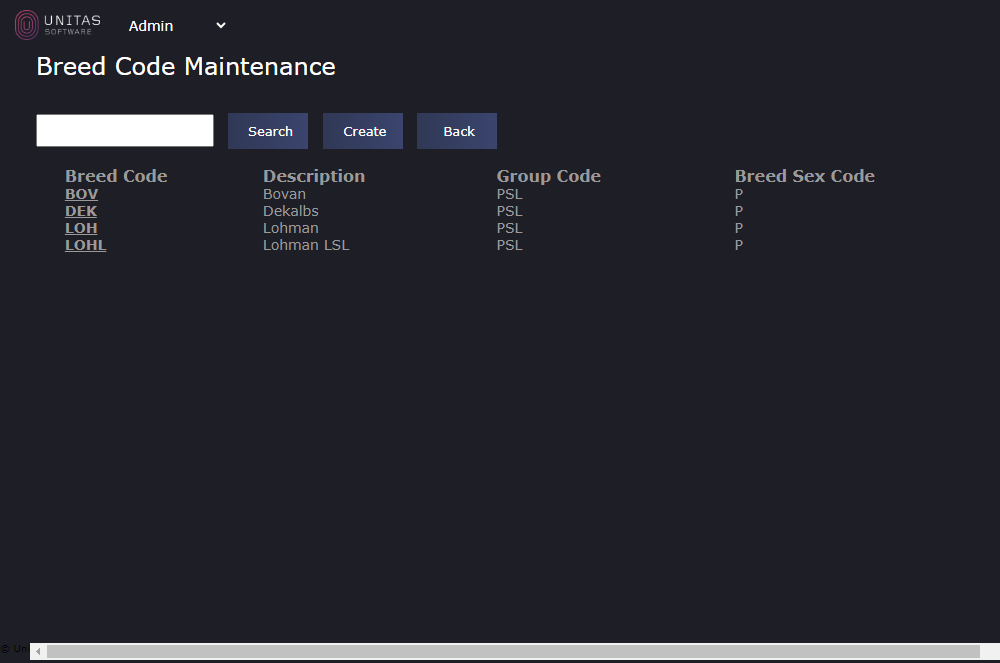 UNITAS
SOFTWARE
Admin
Breed Code Maintenance
Search Create Back
Breed Code Description Group Code Breed Sex Code
BOV Bovan PSL P
DEK Dekalbs PSL P
LOH Lohman PSL P
LOHL Lohman LSL PSL P
© Un